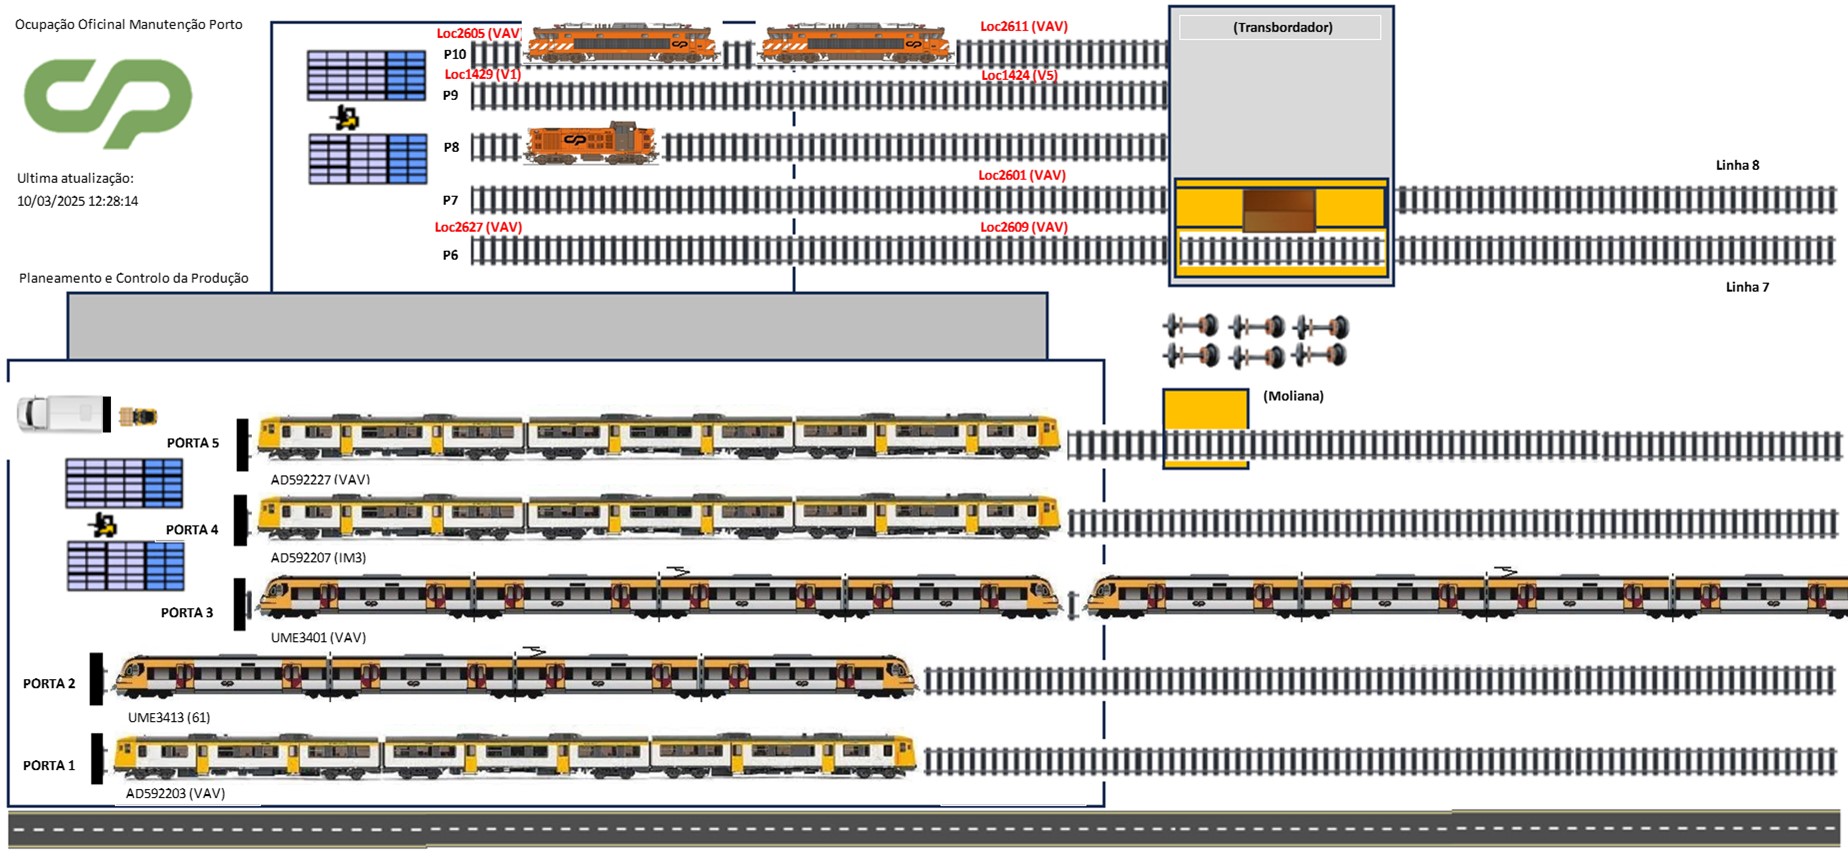 Ocupação Oficinal Manutenção Porto
CP
Ultima atualização:
10/03/2025 12:28:14
Planeamento e Controlo da Produção
Loc2605 (VAV)
Loc2611 (VAV)
P10
Loc1429 (V1)
Loc1424 (V5)
P9
P8
Loc2601 (VAV)
P7
Loc2627 (VAV)
Loc2609 (VAV)
P6
(Transbordador)
Linha 8
Linha 7
(Moliana)
PORTA 5
AD592227 (VAV)
PORTA 4
AD592207 (IM3)
PORTA 3
UME3401 (VAV)
PORTA 2
UME3413 (61)
PORTA 1
AD592203 (VAV)